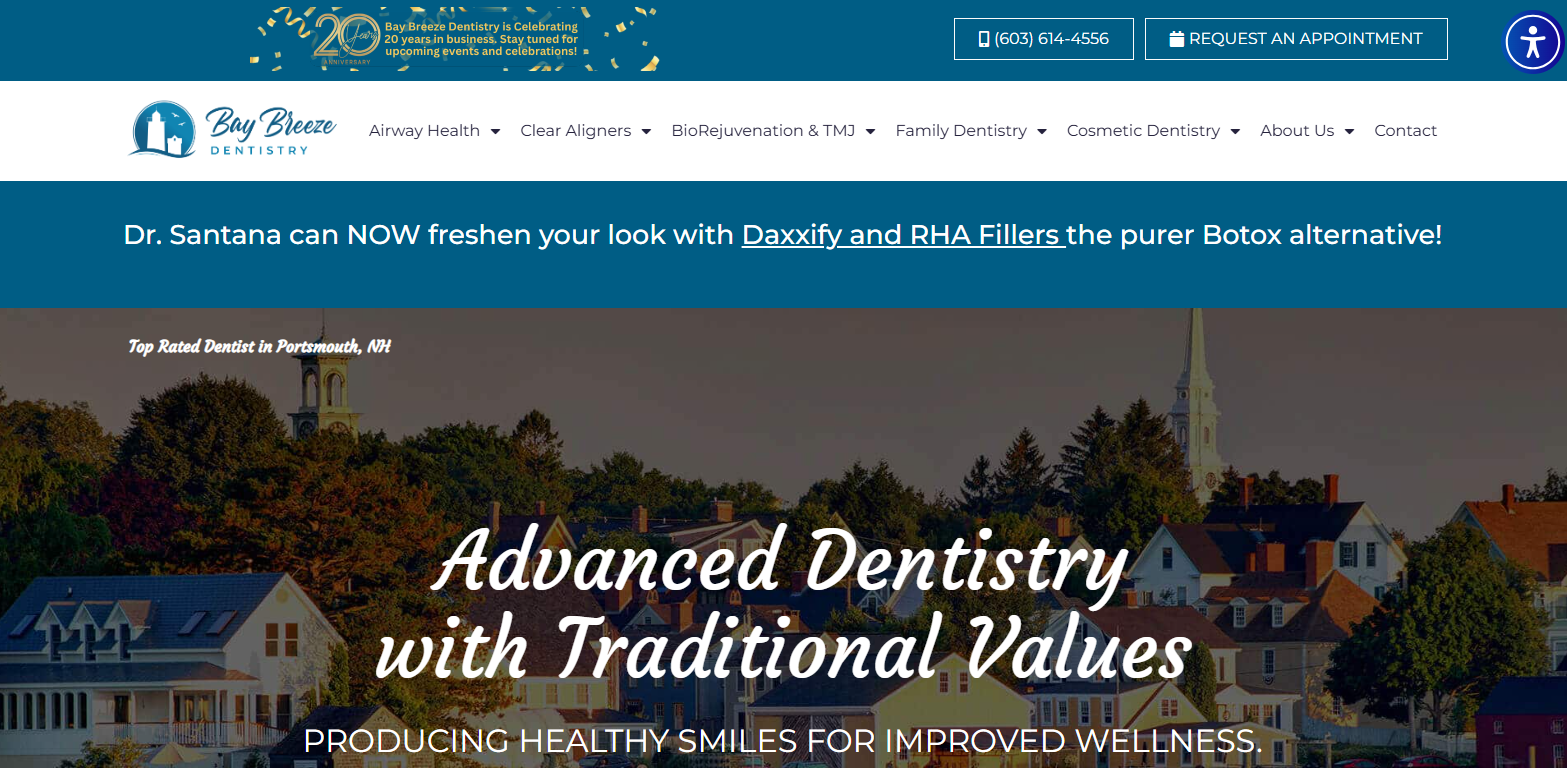 20 Years
ANNIVERSARY
Bay Breeze Dentistry is Celebrating
20 years in business. Stay tuned for
upcoming events and celebrations!
(603) 614-4556
REQUEST AN APPOINTMENT
Bay Breeze
DENTISTRY
Airway Health
Clear Aligners
BioRejuvenation & TMJ
Family Dentistry
Cosmetic Dentistry
About Us
Contact
Dr. Santana can NOW freshen your look with Daxxify and RHA Fillers the purer Botox alternative!
Top Rated Dentist in Portsmouth, NH
Advanced Dentistry
with Traditional Values
PRODUCING HEALTHY SMILES FOR IMPROVED WELLNESS.